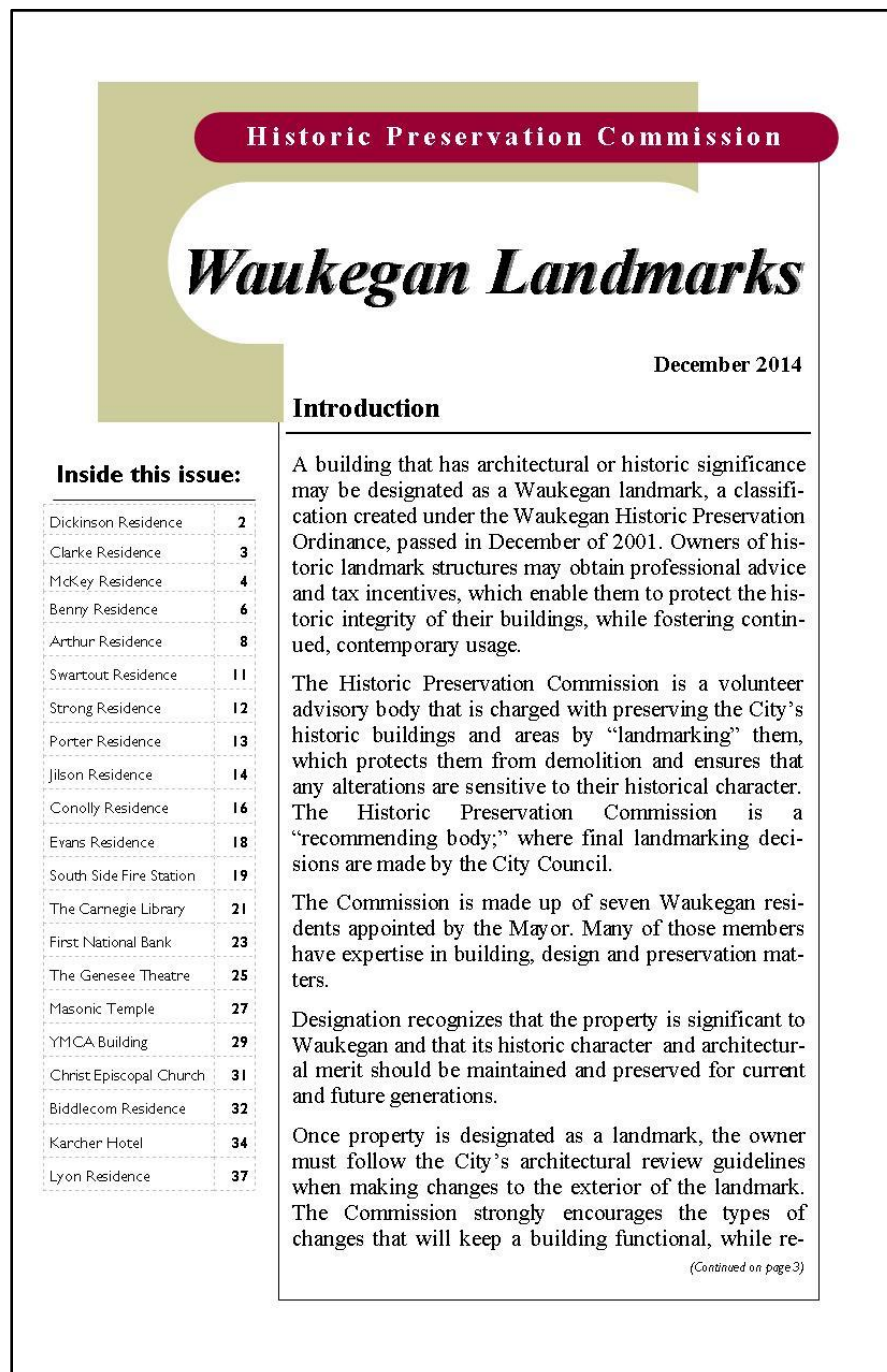 Historic Preservation Commission
Waukegan Landmarks
December 2014
Introduction
A building that has architectural or historic significance
may be designated as a Waukegan landmark, a classifi-
cation created under the Waukegan Historic Preservation
Ordinance, passed in December of 2001. Owners of his-
toric landmark structures may obtain professional advice
and tax incentives, which enable them to protect the his-
toric integrity of their buildings, while fostering contin-
ued, contemporary usage.
The Historic Preservation Commission is a volunteer
advisory body that is charged with preserving the City's
historic buildings and areas by “landmarking” them,
which protects them from demolition and ensures that
any alterations are sensitive to their historical character.
The Historic Preservation Commission is a
“recommending body;” where final landmarking deci-
sions are made by the City Council.
The Commission is made up of seven Waukegan resi-
dents appointed by the Mayor. Many of those members
have expertise in building, design and preservation mat-
ters.
Designation recognizes that the property is significant to
Waukegan and that its historic character and architectur-
al merit should be maintained and preserved for current
and future generations.
Once property is designated as a landmark, the owner
must follow the City's architectural review guidelines
when making changes to the exterior of the landmark.
The Commission strongly encourages the types of
changes that will keep a building functional, while re-
(Continued on page 3)
Inside this issue:
Dickinson Residence 2
Clarke Residence 3
McKey Residence 4
Benny Residence 6
Arthur Residence 8
Swartout Residence 11
Strong Residence 12
Porter Residence 13
Jilson Residence 14
Conolly Residence 16
Evans Residence 18
South Side Fire Station 19
The Carnegie Library 21
First National Bank 23
The Genesee Theatre 25
Masonic Temple 27
YMCA Building 29
Christ Episcopal Church 31
Biddlecom Residence 32
Karcher Hotel 34
Lyon Residence 37